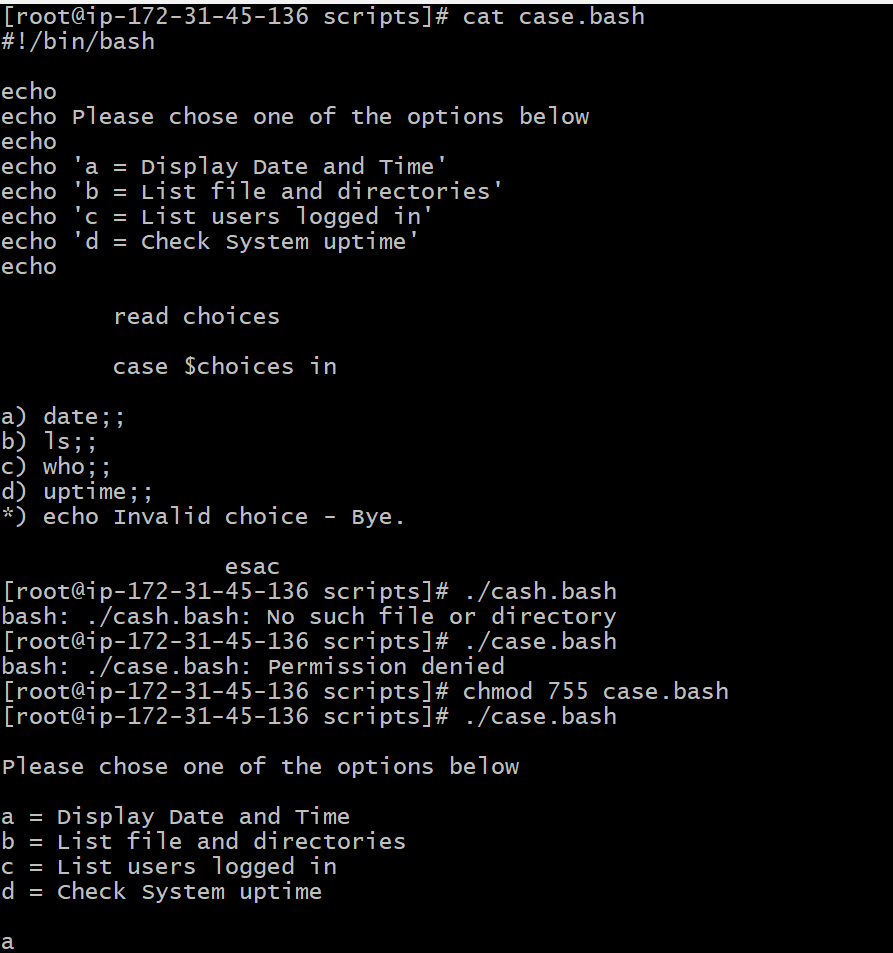 [root@ip-172-31-45-136 scripts]# cat case.bash
#!/bin/bash
echo
echo Please chose one of the options below
echo
echo 'a = Display Date and Time'
echo 'b = List file and directories'
echo 'c = List users logged in'
echo 'd = Check System uptime'
echo
read choices
case $choices in
a) date;;
b) ls;;
c) who;;
d) uptime;;
*) echo Invalid choice - Bye.
esac
[root@ip-172-31-45-136 scripts]# ./cash.bash
bash: ./cash.bash: No such file or directory
[root@ip-172-31-45-136 scripts]# ./case.bash
bash: ./case.bash: Permission denied
[root@ip-172-31-45-136 scripts]# chmod 755 case.bash
[root@ip-172-31-45-136 scripts]# ./case.bash
Please chose one of the options below
a = Display Date and Time
b = List file and directories
c = List users logged in
d = Check System uptime
a